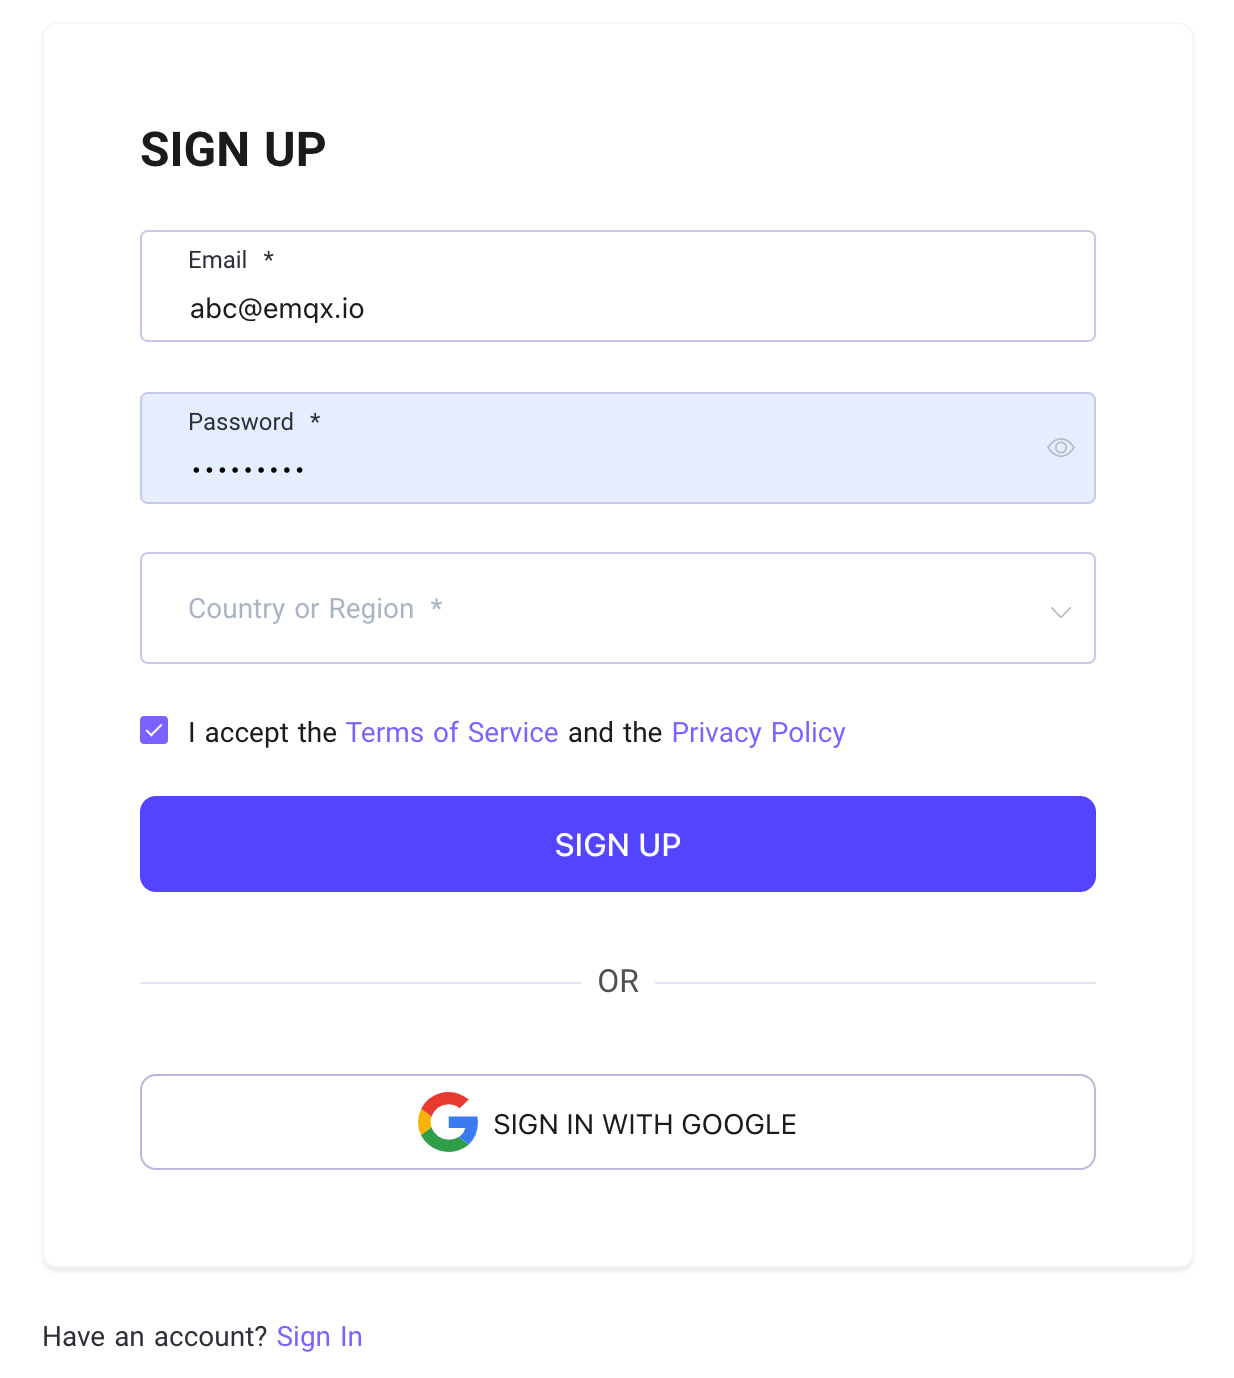 SIGN UP
Email *
abc@emqx.io
Password *
•••••••••
Country or Region *
I accept the Terms of Service and the Privacy Policy
SIGN UP
OR
SIGN IN WITH GOOGLE
Have an account? Sign In